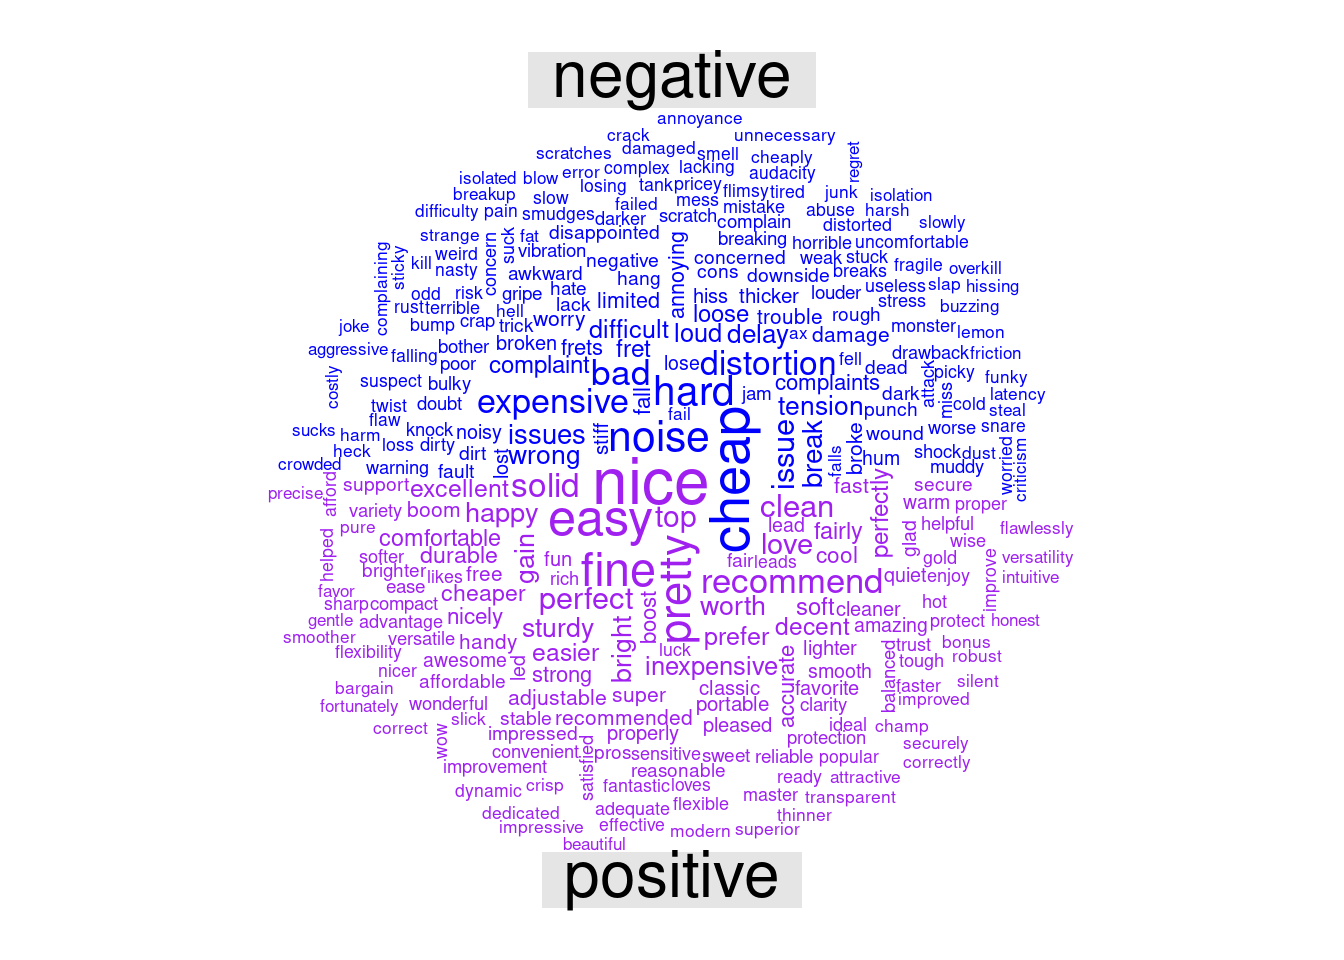 negative
annoyance
crack unnecessary
scratches damaged smell cheaply regret
isolated blow error complex lacking audacity
breakup slow losing tank pricey flimsy tired junk isolation
difficulty pain smudges failed mess mistake abuse harsh slowly
darker scratch complain distorted
strange suck fat disappointed breaking horrible uncomfortable
complaining sticky weird concern vibration negative annoying concerned weak stuck fragile overkill
kill nasty awkward hang cons downside breaks useless slap hissing
odd risk gripe hate limited hiss thicker louder stress buzzing
rust terrible hell lack loose trouble rough
joke bump crap trick worry difficult loud delay ax damage monster lemon
aggressive falling bother broken frets fret lose distortion fell drawback friction
costly suspect poor complaint bad hard jam complaints dead attack picky funky
bulky expensive fall tension dark miss cold latency
twist doubt fail cheap punch steal
flaw knock noisy issues stiff noise issue break broke wound worse snare
sucks harm loss dirty wrong falls hum shock dust worried criticism
heck dirt lost muddy
crowded warning fault
precise afford support excellent solid nice clean fast perfectly secure
variety boom happy easy top warm proper
pure comfortable lead fairly glad helpful flawlessly
helped softer durable gain fun fine pretty love cool gold wise versatility
brighter likes free rich fair leads recommend quiet enjoy improve intuitive
favor ease cheaper perfect boost worth soft cleaner hot
sharp compact nicely
gentle advantage sturdy bright prefer decent amazing protect honest
smoother versatile handy luck lighter trust bonus
flexibility awesome easier inexpensive accurate smooth balanced tough robust
nicer affordable led strong classic favorite faster silent
bargain adjustable super portable clarity improved
fortunately wonderful
correct slick stable recommended pleased ideal champ
wow impressed properly protection securely
convenient satisfied pros sensitive sweet reliable popular correctly
improvement reasonable ready attractive
dynamic crisp fantastic loves master transparent
dedicated adequate flexible thinner
impressive effective modern superior
beautiful
positive